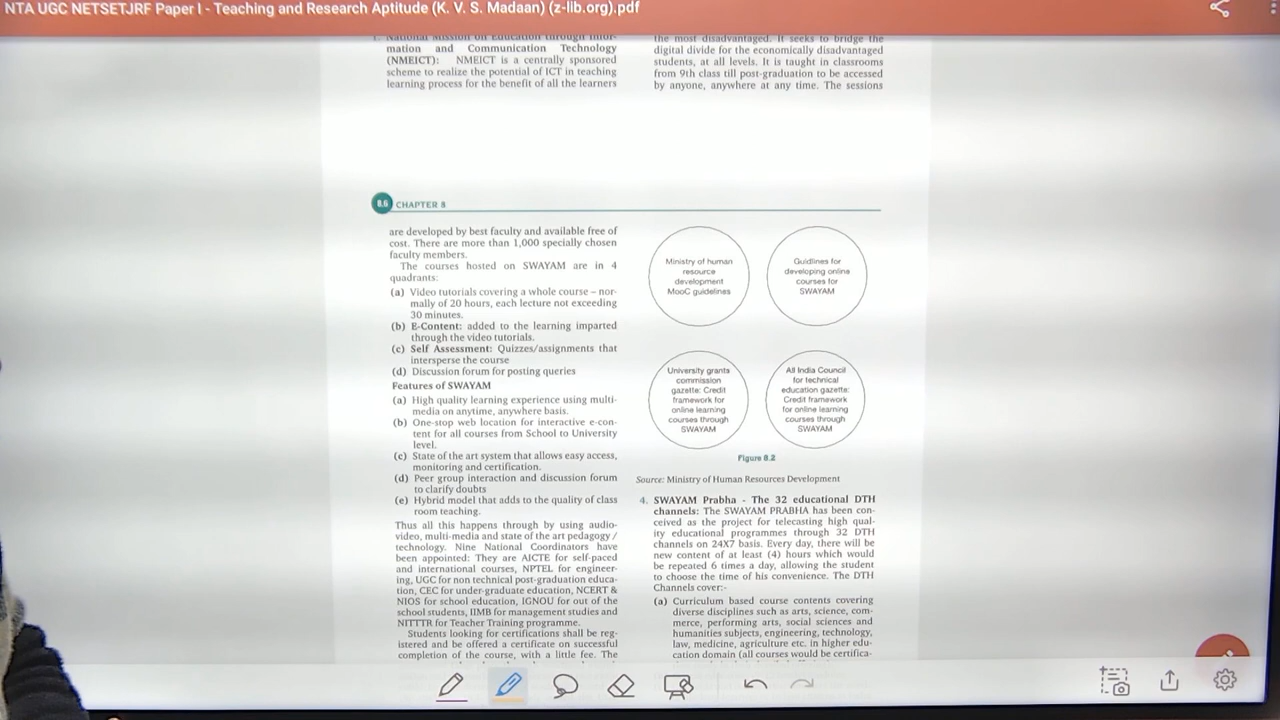 NTA UGC NETSETJRF Paper I - Teaching and Research Aptitude (K. V. S. Madaan) (z-lib.org).pdf
National Mission on Education through Infor-
mation and Communication Technology
(NMEICT): NMEICT is a centrally sponsored
scheme to realize the potential of ICT in teaching
learning process for the benefit of all the learners
the most disadvantaged. It seeks to bridge the
digital divide for the economically disadvantaged
students, at all levels. It is taught in classrooms
from 9th class till post-graduation to be accessed
by anyone, anywhere at any time. The sessions
8.6 CHAPTER 8
are developed by best faculty and available free of
cost. There are more than 1,000 specially chosen
faculty members.
The courses hosted on SWAYAM are in 4
quadrants:
(a) Video tutorials covering a whole course – nor-
mally of 20 hours, each lecture not exceeding
30 minutes.
(b) E-Content: added to the learning imparted
through the video tutorials.
(c) Self Assessment: Quizzes/assignments that
intersperse the course
(d) Discussion forum for posting queries
Features of SWAYAM
(a) High quality learning experience using multi-
media on anytime, anywhere basis.
(b) One-stop web location for interactive e-con-
tent for all courses from School to University
level.
(c) State of the art system that allows easy access,
monitoring and certification.
(d) Peer group interaction and discussion forum
to clarify doubts
(e) Hybrid model that adds to the quality of class
room teaching.
Thus all this happens through by using audio-
video, multi-media and state of the art pedagogy /
technology. Nine National Coordinators have
been appointed: They are AICTE for self-paced
and international courses, NPTEL for engineer-
ing, UGC for non technical post-graduation educa-
tion, CEC for under-graduate education, NCERT &
NIOS for school education, IGNOU for out of the
school students, IIMB for management studies and
NITTTR for Teacher Training programme.
Students looking for certifications shall be reg-
istered and be offered a certificate on successful
completion of the course, with a little fee. The
Ministry of human
resource
development
MooC guidelines
Guidlines for
developing online
courses for
SWAYAM
University grants
commission
gazette: Credit
framework for
online learning
courses through
SWAYAM
All India Council
for technical
education gazette:
Credit framework
for online learning
courses through
SWAYAM
Figure 8.2
Source: Ministry of Human Resources Development
4. SWAYAM Prabha - The 32 educational DTH
channels: The SWAYAM PRABHA has been con-
ceived as the project for telecasting high qual-
ity educational programmes through 32 DTH
channels on 24X7 basis. Every day, there will be
new content of at least (4) hours which would
be repeated 6 times a day, allowing the student
to choose the time of his convenience. The DTH
Channels cover:-
(a) Curriculum based course contents covering
diverse disciplines such as arts, science, com-
merce, performing arts, social sciences and
humanities subjects, engineering, technology,
law, medicine, agriculture etc. in higher edu-
cation domain (all courses would be certifica-